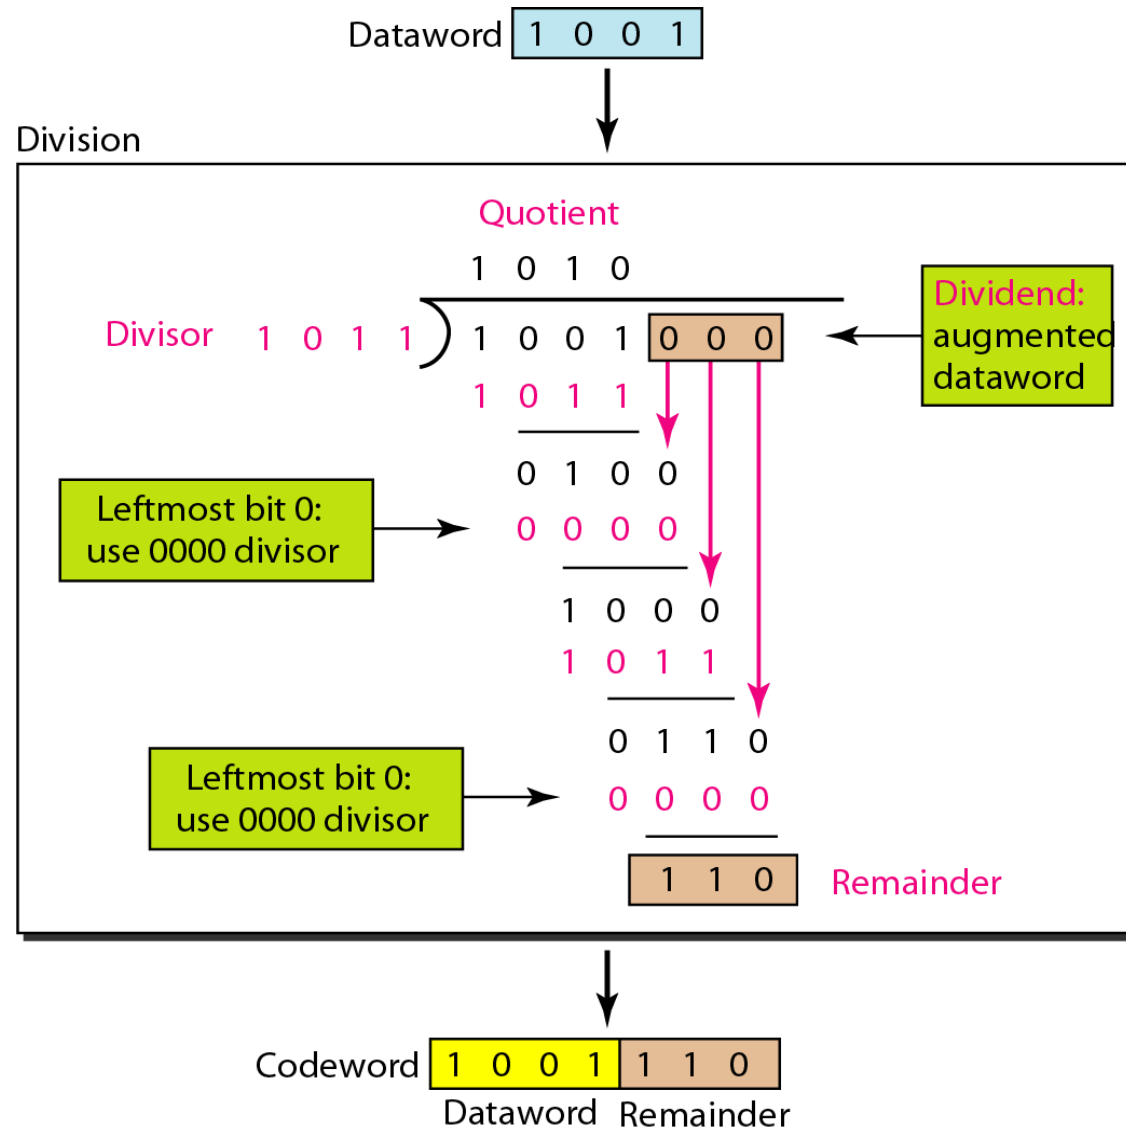 Dataword 1 0 0 1
Division
Quotient
1 0 1 0
Divisor 1 0 1 1 1 0 0 1 0 0 0
Dividend:
augmented
dataword
1 0 1 1
0 1 0 0
Leftmost bit 0:
use 0000 divisor
0 0 0 0
1 0 0 0
1 0 1 1
0 1 1 0
Leftmost bit 0:
use 0000 divisor
0 0 0 0
1 1 0 Remainder
Codeword 1 0 0 1 1 1 0
Dataword Remainder